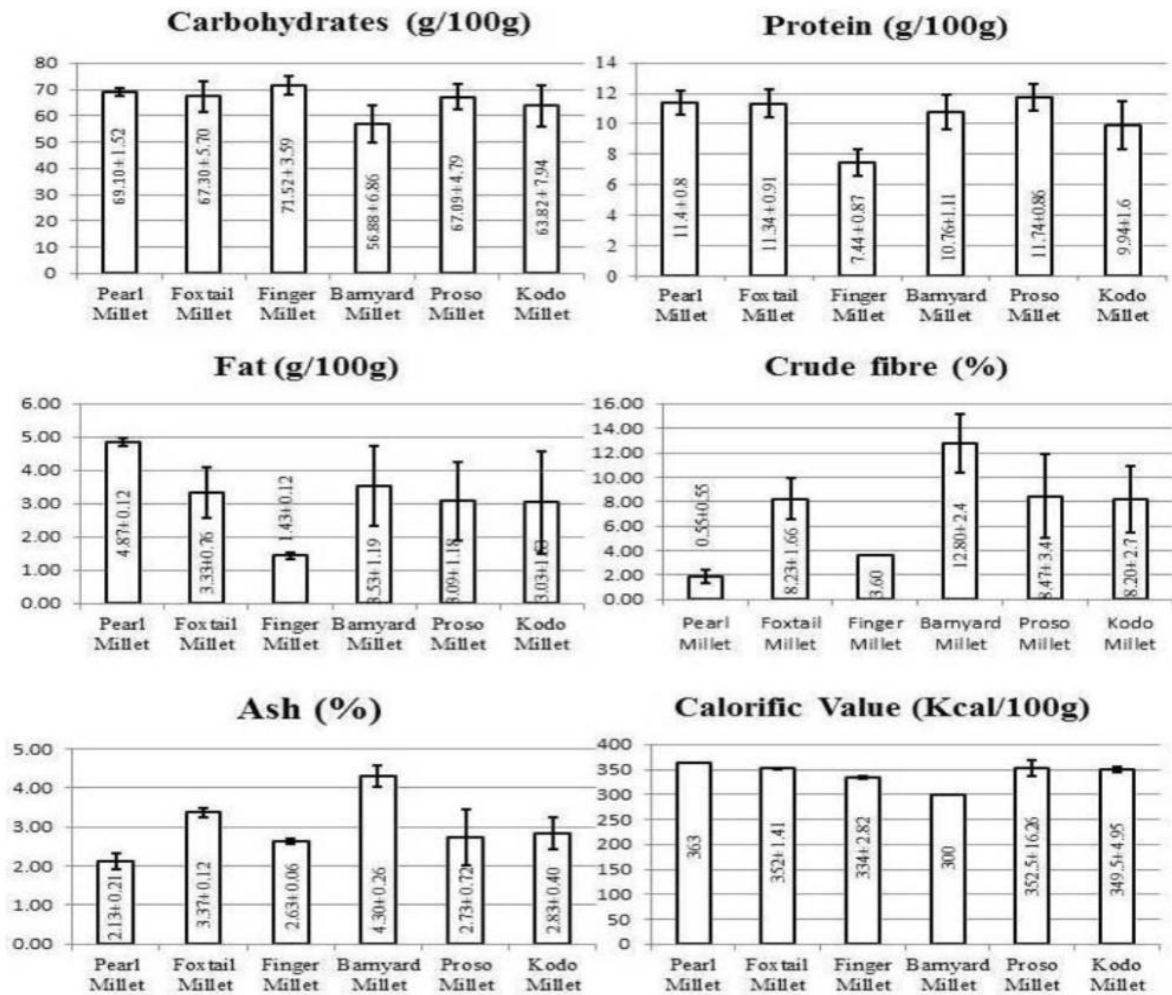 Carbohydrates (g/100g)
80
70
60
50
40
30
20
10
0
69.10±1.52
67.30±5.70
71.52±3.59
56.88±6.86
67.09±4.79
63.82±7.94
Pearl Millet
Foxtail Millet
Finger Millet
Barnyard Millet
Proso Millet
Kodo Millet
Protein (g/100g)
14
12
10
8
6
4
2
0
11.4±0.8
11.34±0.91
7.44±0.87
10.76±1.11
11.74±0.86
9.94±1.6
Pearl Millet
Foxtail Millet
Finger Millet
Barnyard Millet
Proso Millet
Kodo Millet
Fat (g/100g)
6.00
5.00
4.00
3.00
2.00
1.00
0.00
4.87±0.12
3.33±0.76
1.43±0.12
3.53±1.19
3.09±1.18
Pearl Millet
Foxtail Millet
Finger Millet
Barnyard Millet
Proso Millet
Kodo Millet
Crude fibre (%)
16.00
14.00
12.00
10.00
8.00
6.00
4.00
2.00
0.00
0.55±0.55
8.23±1.66
3.60
12.80±2.4
8.47±3.4
8.20±2.7
Pearl Millet
Foxtail Millet
Finger Millet
Barnyard Millet
Proso Millet
Kodo Millet
Ash (%)
5.00
4.00
3.00
2.00
1.00
0.00
2.13±0.21
3.37±0.12
2.63±0.06
4.30±0.26
2.73±0.72
2.83±0.40
Pearl Millet
Foxtail Millet
Finger Millet
Barnyard Millet
Proso Millet
Kodo Millet
Calorific Value (Kcal/100g)
400
350
300
250
200
150
100
50
0
363
352±1.41
334±2.82
300
352.5±16.26
349.5±4.95
Pearl Millet
Foxtail Millet
Finger Millet
Barnyard Millet
Proso Millet
Kodo Millet